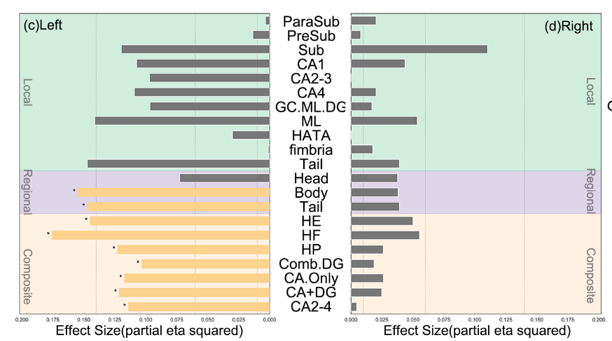 (c)Left
(d)Right
ParaSub
PreSub
Sub
CA1
CA2-3
CA4
GC.ML.DG
ML
HATA
fimbria
Tail
Head
Body
Tail
HE
HF
HP
Comb.DG
CA.Only
CA+DG
CA2-4
Local
Regional
Composite
Local
Regional
Composite
* * * * * * * * *
0.200 0.175 0.150 0.125 0.100 0.075 0.050 0.025 0.000
0.000 0.025 0.050 0.075 0.100 0.125 0.150 0.175 0.200
Effect Size(partial eta squared)
Effect Size(partial eta squared)